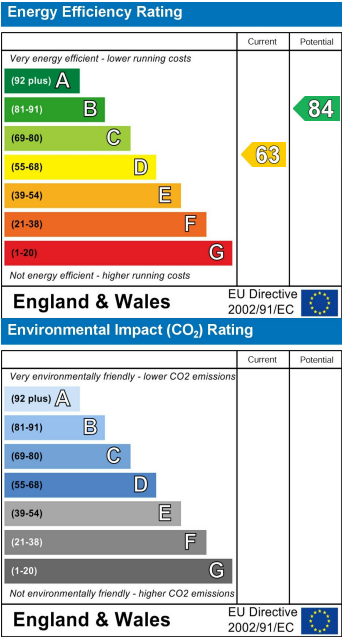 Energy Efficiency Rating
Current Potential
Very energy efficient - lower running costs
(92 plus) A
(81-91) B
84
(69-80) C
63
(55-68) D
(39-54) E
(21-38) F
(1-20) G
Not energy efficient - higher running costs
England & Wales
EU Directive
2002/91/EC
Environmental Impact (CO₂) Rating
Current Potential
Very environmentally friendly - lower CO2 emissions
(92 plus) A
(81-91) B
(69-80) C
(55-68) D
(39-54) E
(21-38) F
(1-20) G
Not environmentally friendly - higher CO2 emissions
England & Wales
EU Directive
2002/91/EC